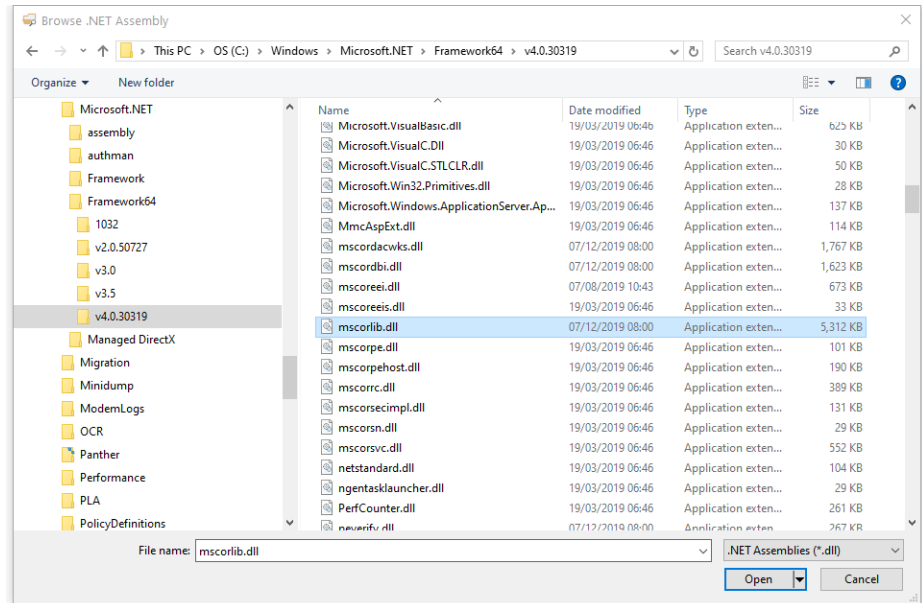 Browse .NET Assembly
This PC > OS (C:) > Windows > Microsoft.NET > Framework64 > v4.0.30319
Search v4.0.30319
Organize
New folder
Microsoft.NET
assembly
authman
Framework
Framework64
1032
v2.0.50727
v3.0
v3.5
v4.0.30319
Managed DirectX
Migration
Minidump
ModemLogs
OCR
Panther
Performance
PLA
PolicyDefinitions
Name Date modified Type Size
Microsoft.VisualBasic.dll 19/03/2019 06:46 Application exten... 625 KB
Microsoft.VisualC.Dll 19/03/2019 06:46 Application exten... 30 KB
Microsoft.VisualC.STLCLR.dll 19/03/2019 06:46 Application exten... 50 KB
Microsoft.Win32.Primitives.dll 19/03/2019 06:46 Application exten... 28 KB
Microsoft.Windows.ApplicationServer.Ap... 19/03/2019 06:46 Application exten... 137 KB
MmcAspExt.dll 19/03/2019 06:46 Application exten... 114 KB
mscordacwks.dll 07/12/2019 08:00 Application exten... 1,767 KB
mscordbi.dll 07/12/2019 08:00 Application exten... 1,623 KB
mscoreei.dll 07/08/2019 10:43 Application exten... 673 KB
mscoreeis.dll 19/03/2019 06:46 Application exten... 33 KB
mscorlib.dll 07/12/2019 08:00 Application exten... 5,312 KB
mscorpe.dll 19/03/2019 06:46 Application exten... 101 KB
mscorpehost.dll 19/03/2019 06:46 Application exten... 190 KB
mscorrc.dll 19/03/2019 06:46 Application exten... 389 KB
mscorsecimpl.dll 19/03/2019 06:46 Application exten... 131 KB
mscorsn.dll 19/03/2019 06:46 Application exten... 29 KB
mscorsvc.dll 19/03/2019 06:46 Application exten... 552 KB
netstandard.dll 19/03/2019 06:46 Application exten... 104 KB
ngentasklauncher.dll 19/03/2019 06:46 Application exten... 29 KB
PerfCounter.dll 19/03/2019 06:46 Application exten... 261 KB
peverify.dll 07/12/2019 08:00 Application exten... 267 KB
File name: mscorlib.dll
.NET Assemblies (*.dll)
Open
Cancel